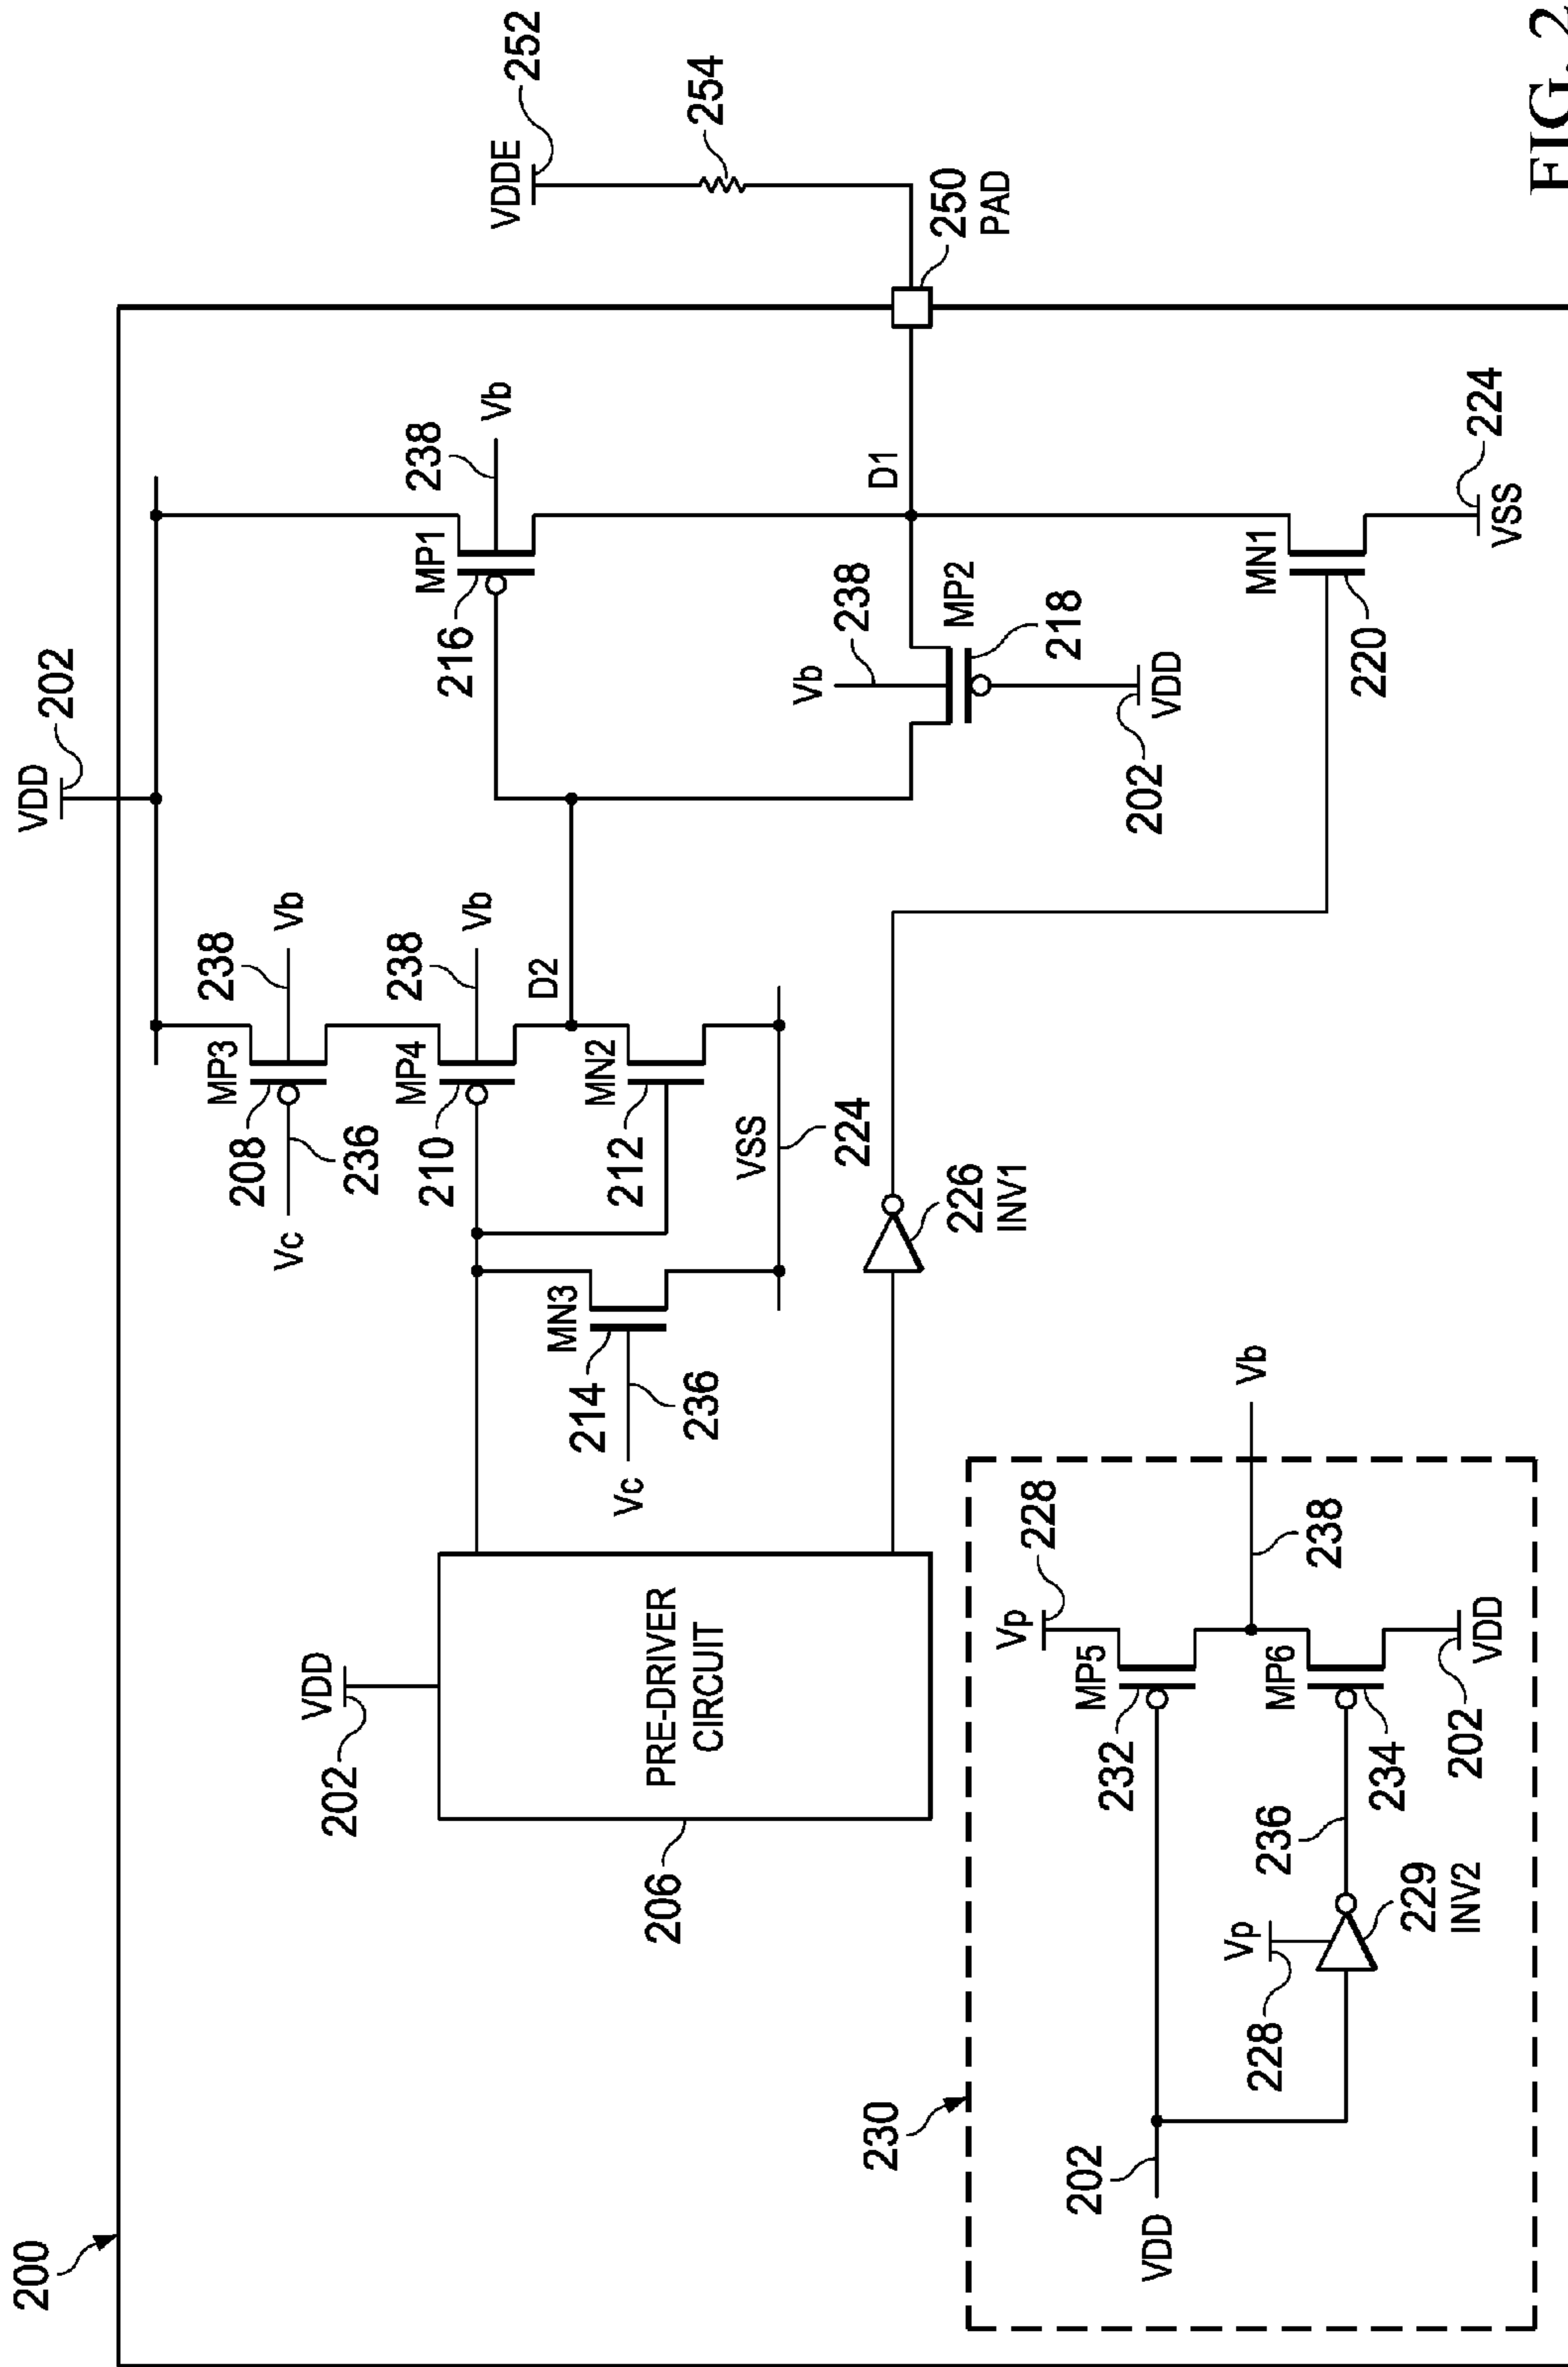 200
VDD
202
VDD
202
206
PRE-DRIVER
CIRCUIT
Vc
236
208
MP3
238
Vb
210
MP4
238
Vb
D2
212
MN2
214
MN3
Vc
236
VSS
224
226
INV1
216
MP1
238
Vb
Vb
238
MP2
218
202
VDD
D1
MN1
220
224
VSS
VDDE
252
254
250
PAD
230
VDD
202
Vp
228
229
INV2
236
232
MP5
Vp
228
MP6
234
202
VDD
238
Vb
FIG. 2